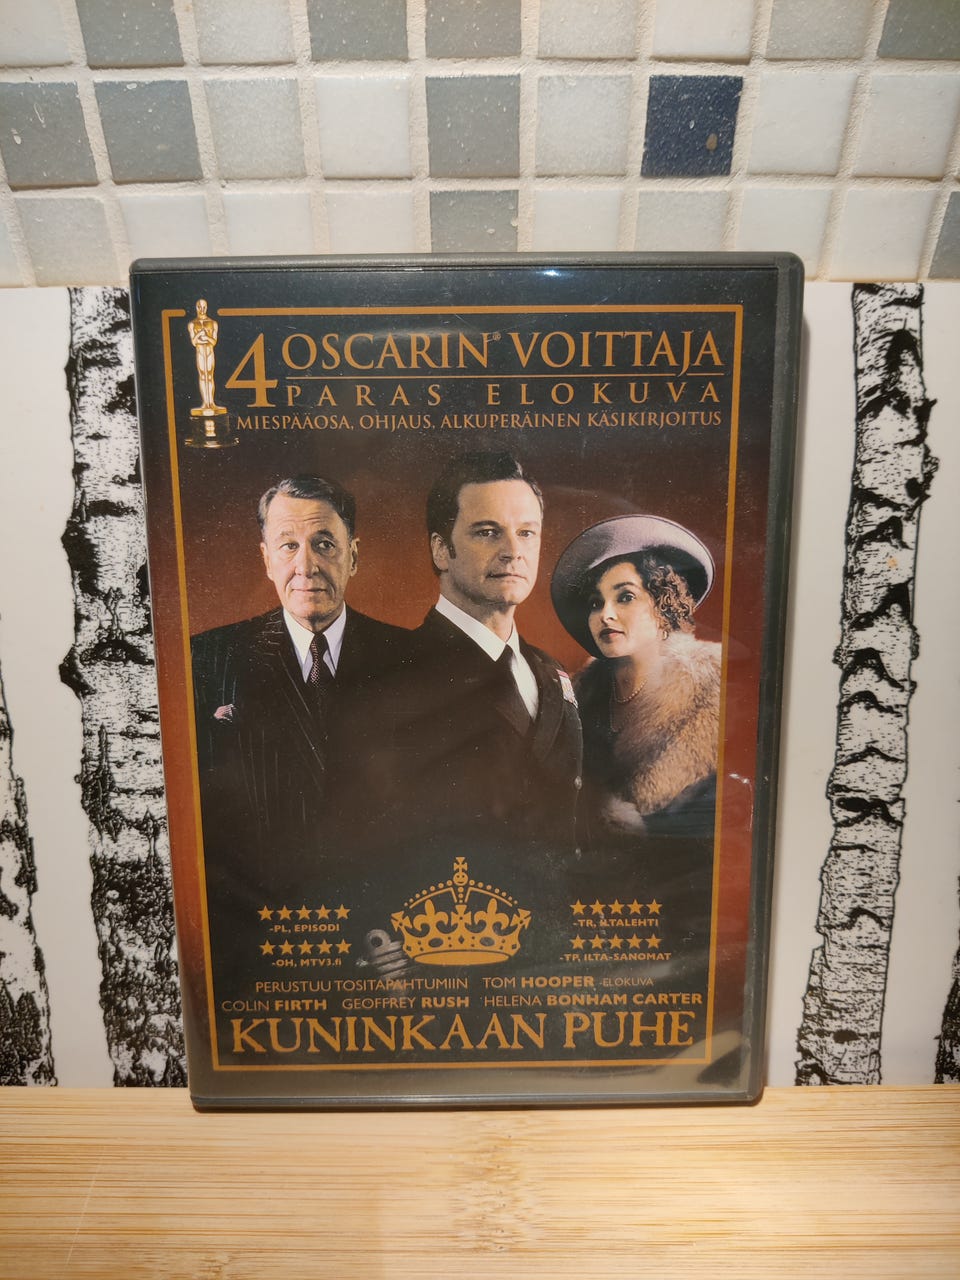 4 OSCARIN® VOITTAJA
PARAS ELOKUVA
MIESPÄÄOSA, OHJAUS, ALKUPERÄINEN KÄSIKIRJOITUS
★★★★★
-PL, EPISODI
★★★★★
-OH, MTV3.fi
★★★★★
-TR, ILTALEHTI
★★★★★
-TP, ILTA-SANOMAT
PERUSTUU TOSITAPAHTUMIIN TOM HOOPER -ELOKUVA
COLIN FIRTH GEOFFREY RUSH HELENA BONHAM CARTER
KUNINKAAN PUHE